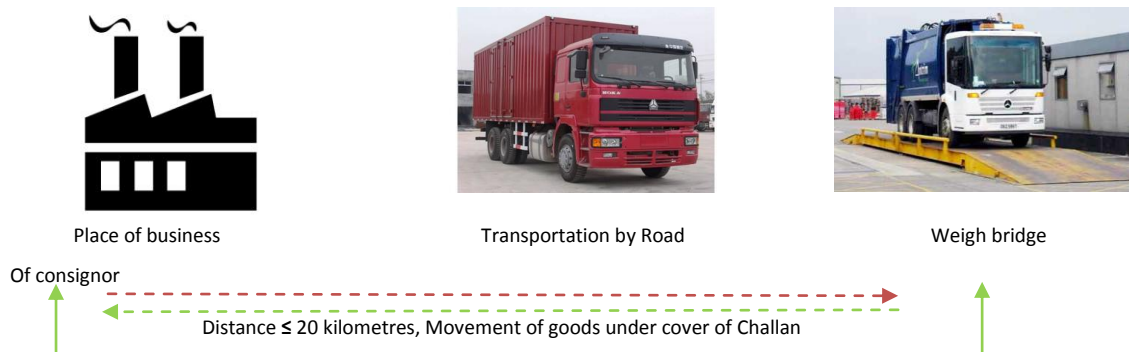 Place of business
Transportation by Road
Weigh bridge
Of consignor
Distance ≤ 20 kilometres, Movement of goods under cover of Challan